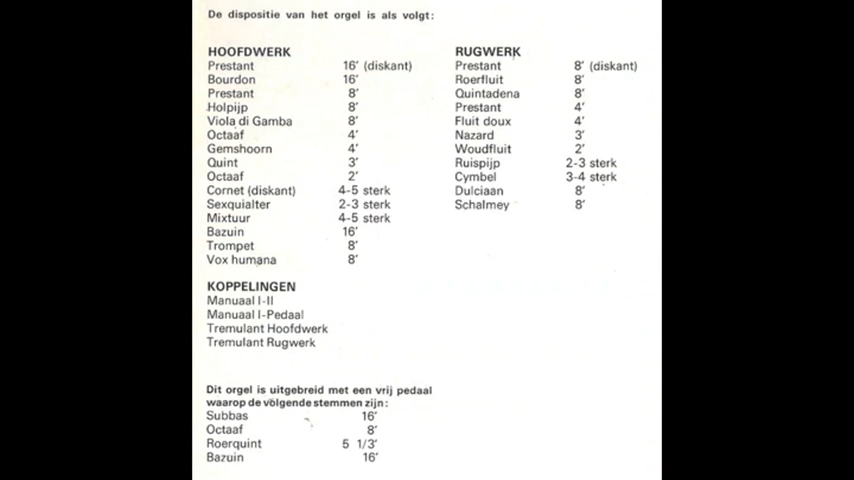 De dispositie van het orgel is als volgt:
HOOFDWERK
Prestant 16' (diskant)
Bourdon 16'
Prestant 8'
Holpijp 8'
Viola di Gamba 8'
Octaaf 4'
Gemshoorn 4'
Quint 3'
Octaaf 2'
Cornet (diskant) 4-5 sterk
Sexquialter 2-3 sterk
Mixtuur 4-5 sterk
Bazuin 16'
Trompet 8'
Vox humana 8'
RUGWERK
Prestant 8' (diskant)
Roerfluit 8'
Quintadena 8'
Prestant 4'
Fluit doux 4'
Nazard 3'
Woudfluit 2'
Ruispijp 2-3 sterk
Cymbel 3-4 sterk
Dulciaan 8'
Schalmey 8'
KOPPELINGEN
Manuaal I-II
Manuaal I-Pedaal
Tremulant Hoofdwerk
Tremulant Rugwerk
Dit orgel is uitgebreid met een vrij pedaal
waarop de volgende stemmen zijn:
Subbas 16'
Octaaf 8'
Roerquint 5 1/3'
Bazuin 16'